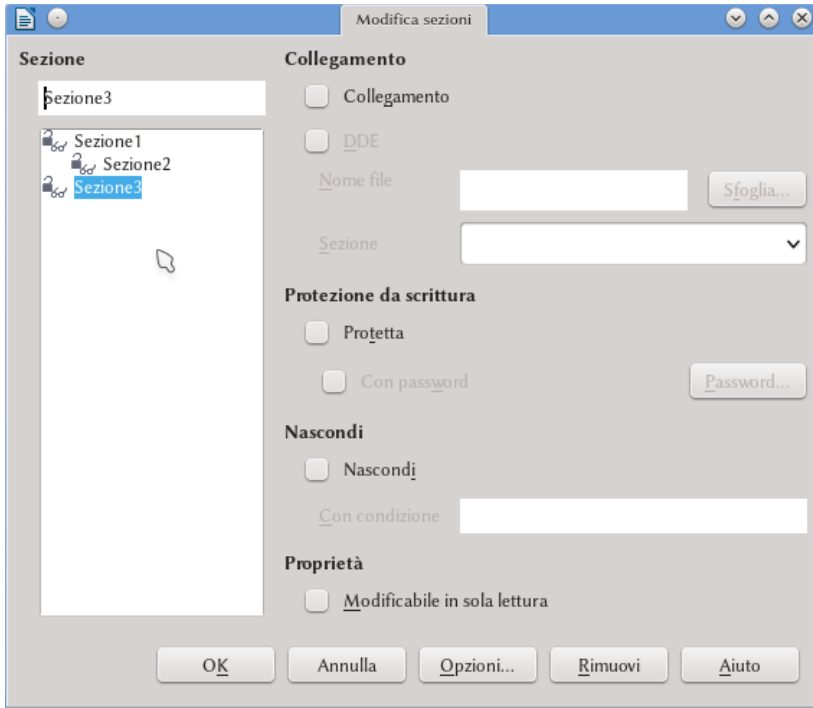 Modifica sezioni
Sezione
Sezione3
Sezione1
Sezione2
Sezione3
Collegamento
Collegamento
DDE
Nome file
Sfoglia...
Sezione
Protezione da scrittura
Protetta
Con password
Password...
Nascondi
Nascondi
Con condizione
Proprietà
Modificabile in sola lettura
OK Annulla Opzioni... Rimuovi Aiuto